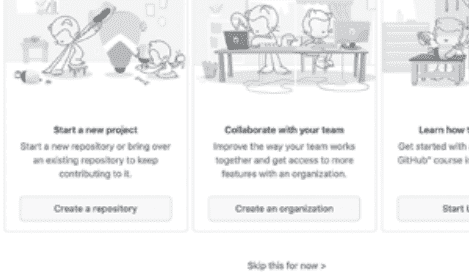 Start a new project
Start a new repository or bring over
an existing repository to keep
contributing to it.
Create a repository
Collaborate with your team
Improve the way your team works
together and get access to more
features with an organization.
Create an organization
Learn how t
Get started with
GitHub" course i
Start
Skip this for now >